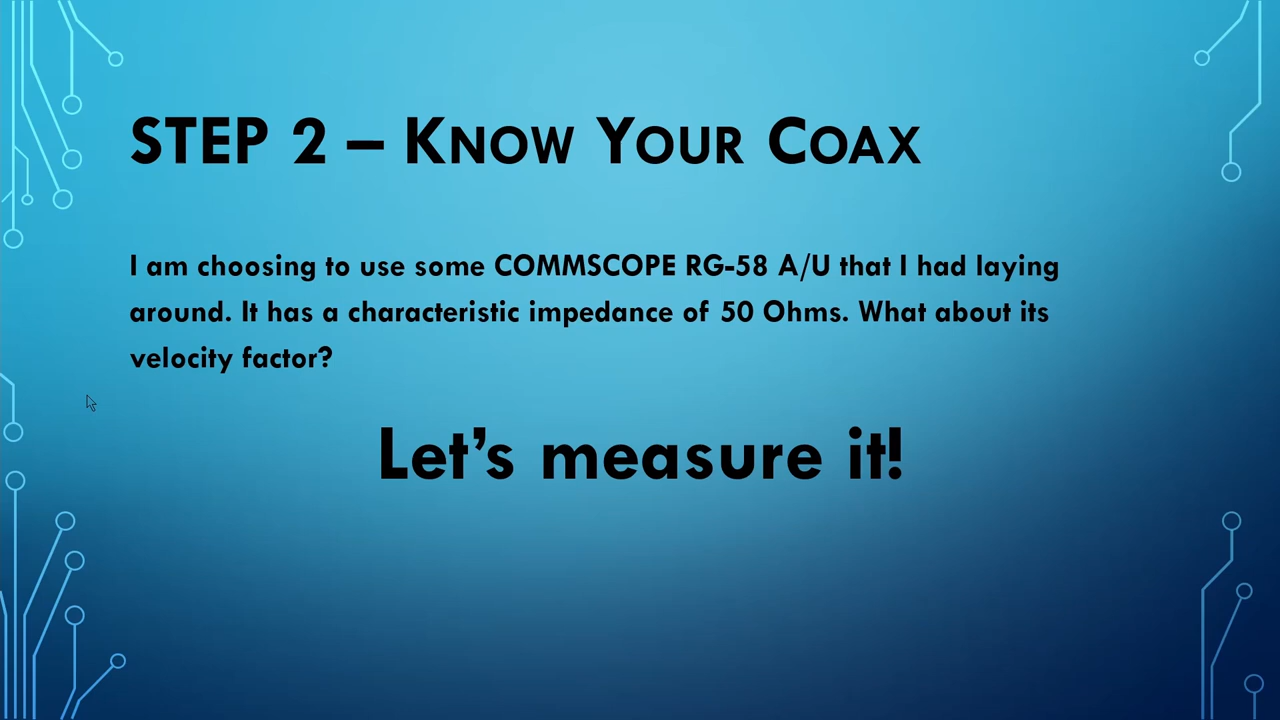 STEP 2 – Know Your Coax
I am choosing to use some COMMSCOPE RG-58 A/U that I had laying
around. It has a characteristic impedance of 50 Ohms. What about its
velocity factor?
Let’s measure it!